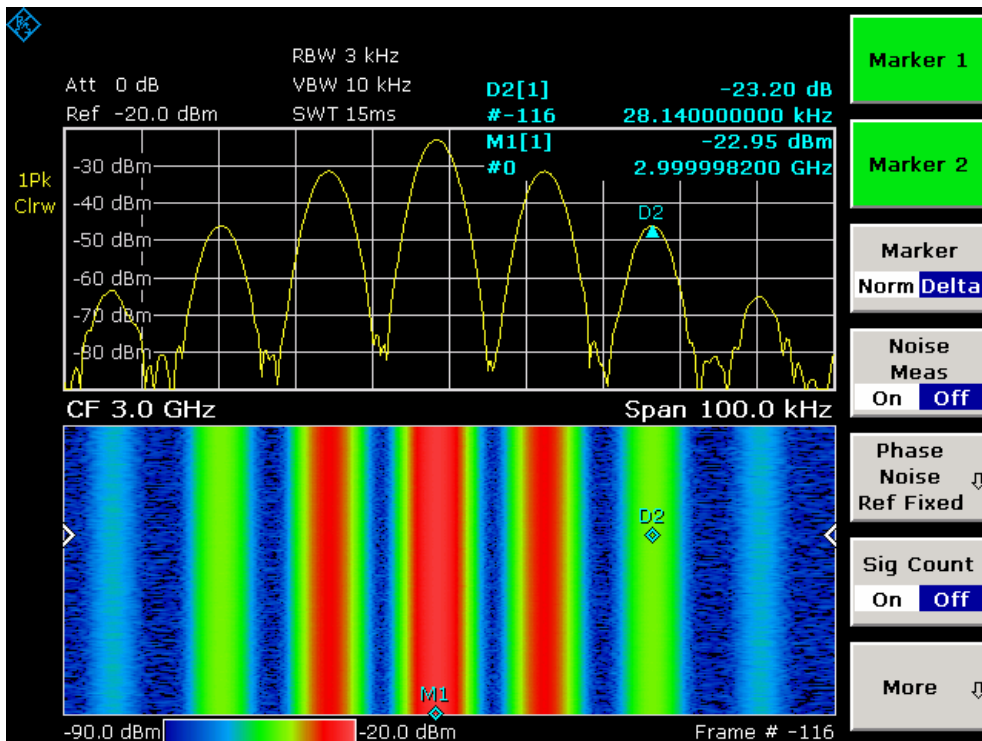 RBW 3 kHz
Att 0 dB
VBW 10 kHz
Ref -20.0 dBm
SWT 15ms
D2[1]
-23.20 dB
#-116
28.140000000 kHz
M1[1]
-22.95 dBm
#0
2.999998200 GHz
1Pk
Clrw
-30 dBm
-40 dBm
-50 dBm
-60 dBm
-70 dBm
-80 dBm
D2
CF 3.0 GHz
Span 100.0 kHz
D2
M1
-90.0 dBm
-20.0 dBm
Frame # -116
Marker 1
Marker 2
Marker
Norm Delta
Noise
Meas
On Off
Phase
Noise
Ref Fixed
Sig Count
On Off
More